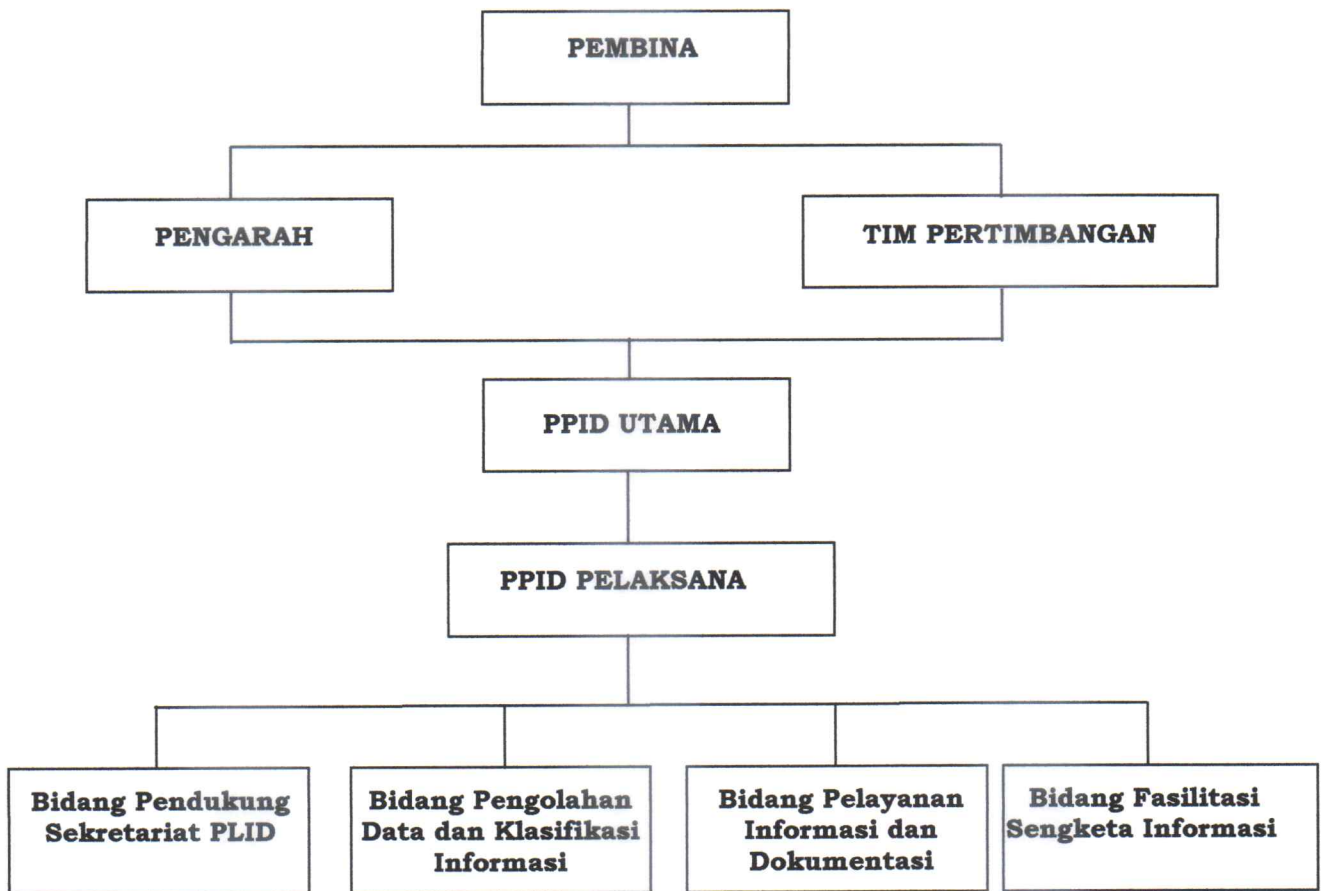 PEMBINA
PENGARAH
TIM PERTIMBANGAN
PPID UTAMA
PPID PELAKSANA
Bidang Pendukung
Sekretariat PLID
Bidang Pengolahan
Data dan Klasifikasi
Informasi
Bidang Pelayanan
Informasi dan
Dokumentasi
Bidang Fasilitasi
Sengketa Informasi